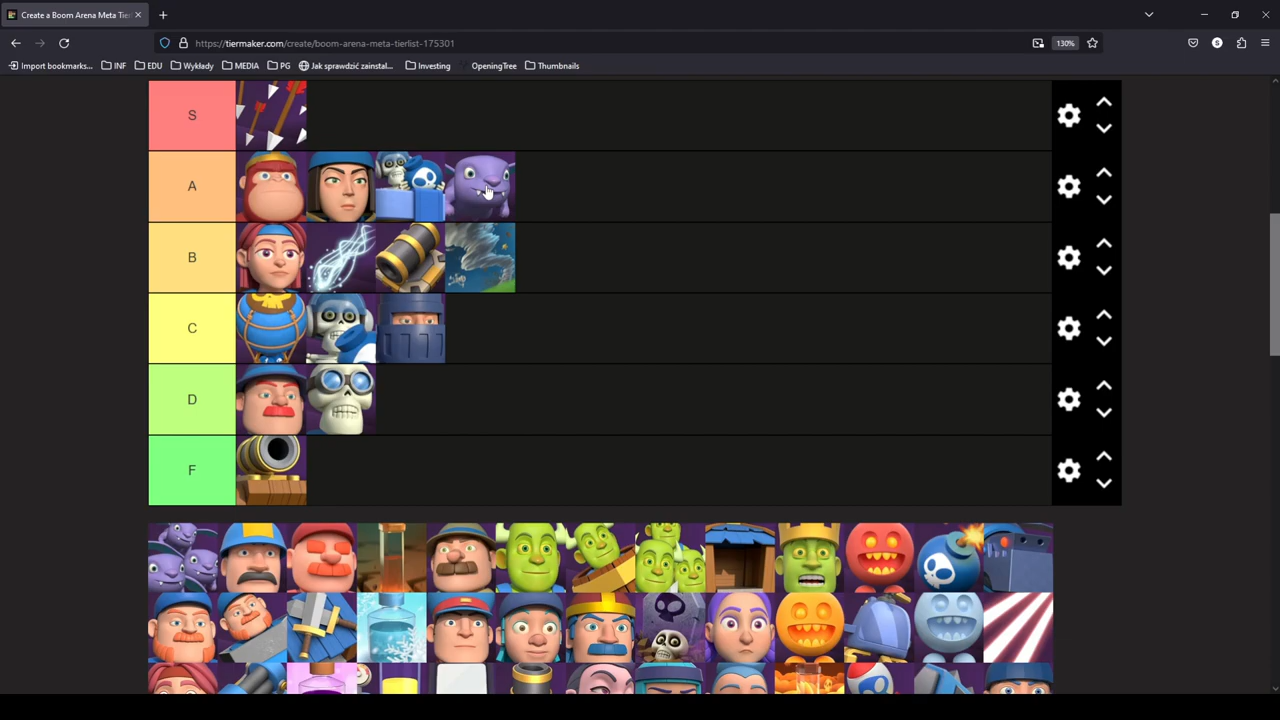 Create a Boom Arena Meta Tier
https://tiermaker.com/create/boom-arena-meta-tierlist-175301
130%
S
Import bookmarks...
INF
EDU
Wykłady
MEDIA
PG
Jak sprawdzić zainstal...
Investing
OpeningTree
Thumbnails
S
A
B
C
D
F